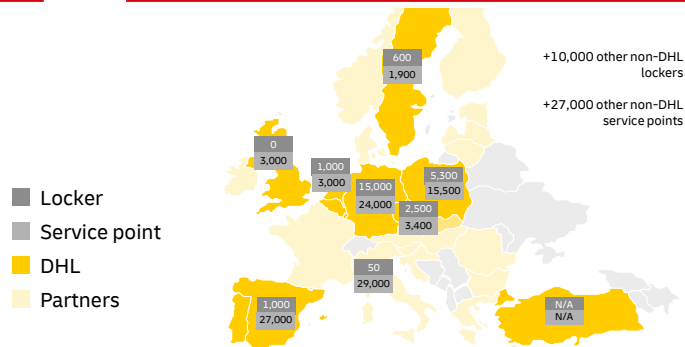 600
1,900
+10,000 other non-DHL
lockers
+27,000 other non-DHL
service points
0
3,000
1,000
3,000
15,000
24,000
5,300
15,500
2,500
3,400
Locker
Service point
DHL
Partners
50
29,000
1,000
27,000
N/A
N/A